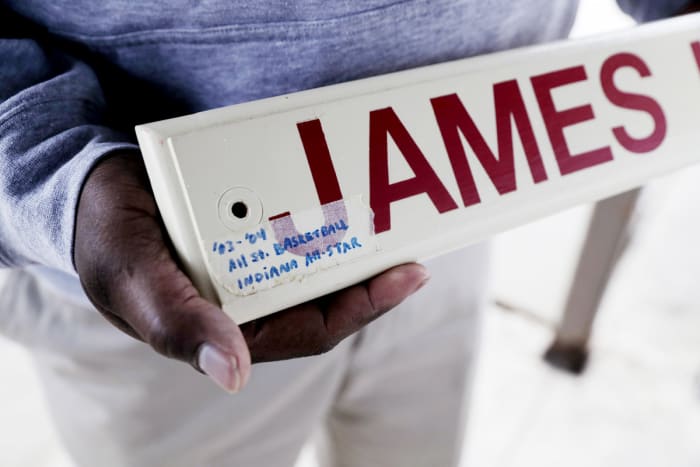 JAMES
'03-'04
All St. BASKETBALL
INDIANA All-STAR